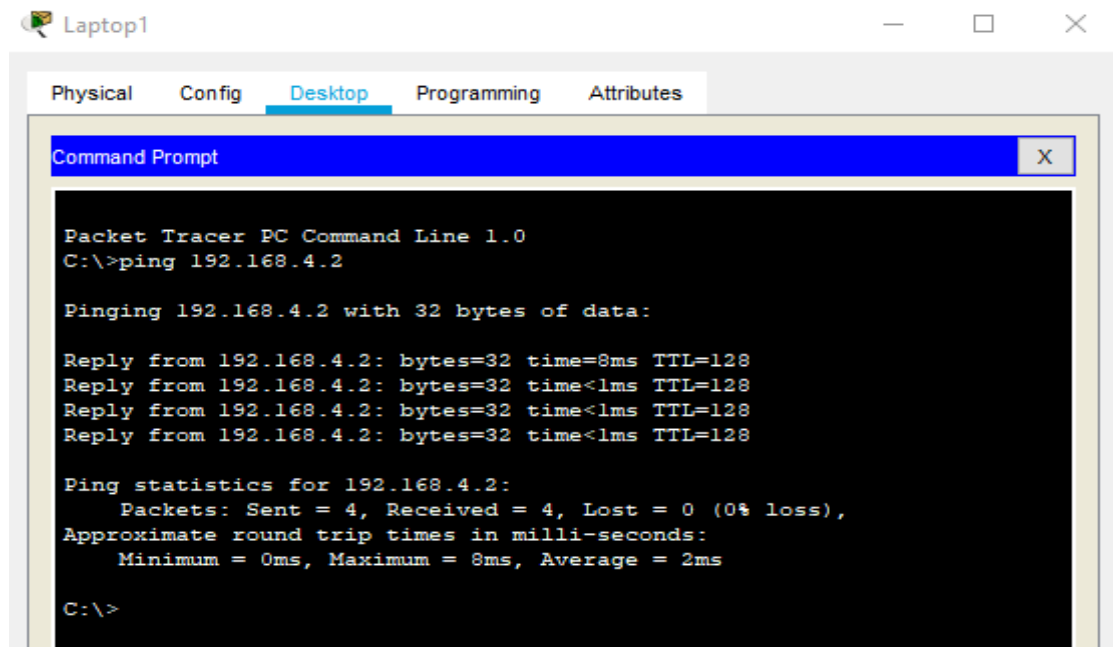 Laptop1
Physical Config Desktop Programming Attributes
Command Prompt X
Packet Tracer PC Command Line 1.0
C:\>ping 192.168.4.2
Pinging 192.168.4.2 with 32 bytes of data:
Reply from 192.168.4.2: bytes=32 time=8ms TTL=128
Reply from 192.168.4.2: bytes=32 time<1ms TTL=128
Reply from 192.168.4.2: bytes=32 time<1ms TTL=128
Reply from 192.168.4.2: bytes=32 time<1ms TTL=128
Ping statistics for 192.168.4.2:
Packets: Sent = 4, Received = 4, Lost = 0 (0% loss),
Approximate round trip times in milli-seconds:
Minimum = 0ms, Maximum = 8ms, Average = 2ms
C:\>